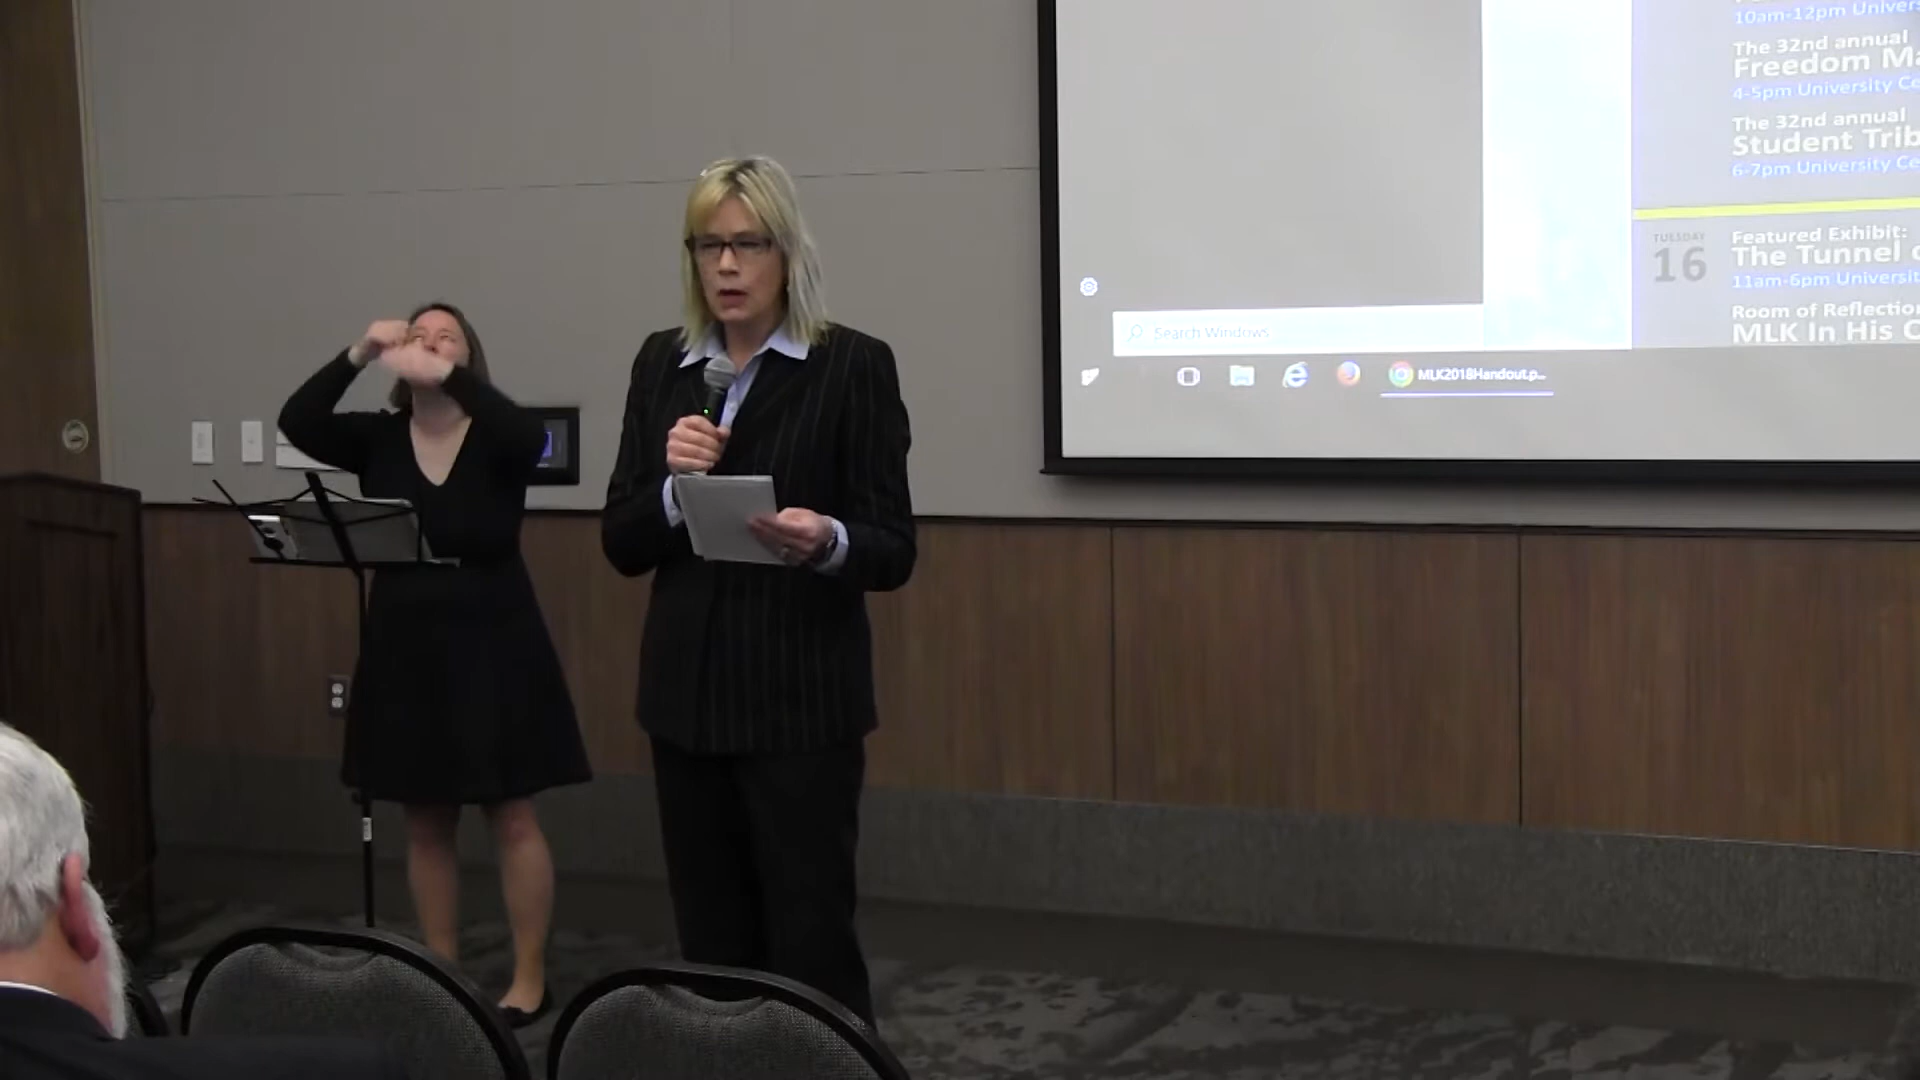 10am-12pm Univers
The 32nd annual
Freedom Ma
4-5pm University Ce
The 32nd annual
Student Trib
6-7pm University Ce
TUESDAY
16
Featured Exhibit:
The Tunnel o
11am-6pm Universit
Room of Reflection
MLK In His O
Search Windows
MLK2018Handout.p...